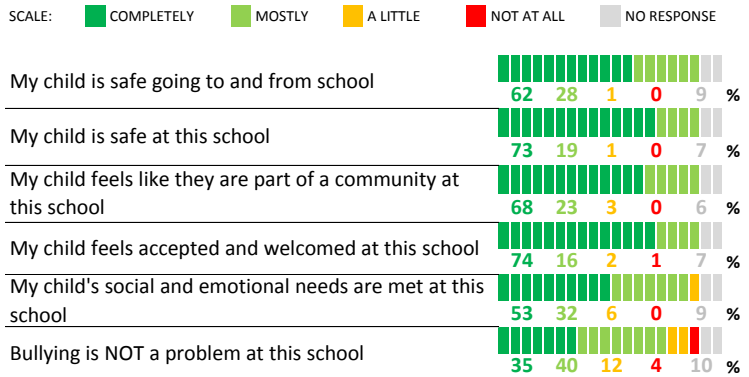 SCALE: COMPLETELY MOSTLY A LITTLE NOT AT ALL NO RESPONSE
My child is safe going to and from school
62 28 1 0 9 %
My child is safe at this school
73 19 1 0 7 %
My child feels like they are part of a community at
this school
68 23 3 0 6 %
My child feels accepted and welcomed at this school
74 16 2 1 7 %
My child's social and emotional needs are met at this
school
53 32 6 0 9 %
Bullying is NOT a problem at this school
35 40 12 4 10 %